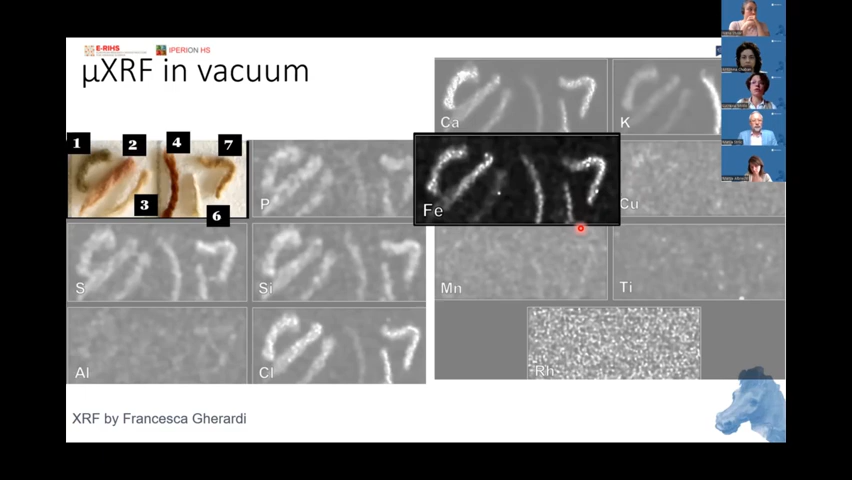 E-RIHS
IPERION HS
µXRF in vacuum
1
2
4
7
3
6
P
S
Si
Al
Cl
Ca
K
Fe
Cu
Mn
Ti
Rh
XRF by Francesca Gherardi